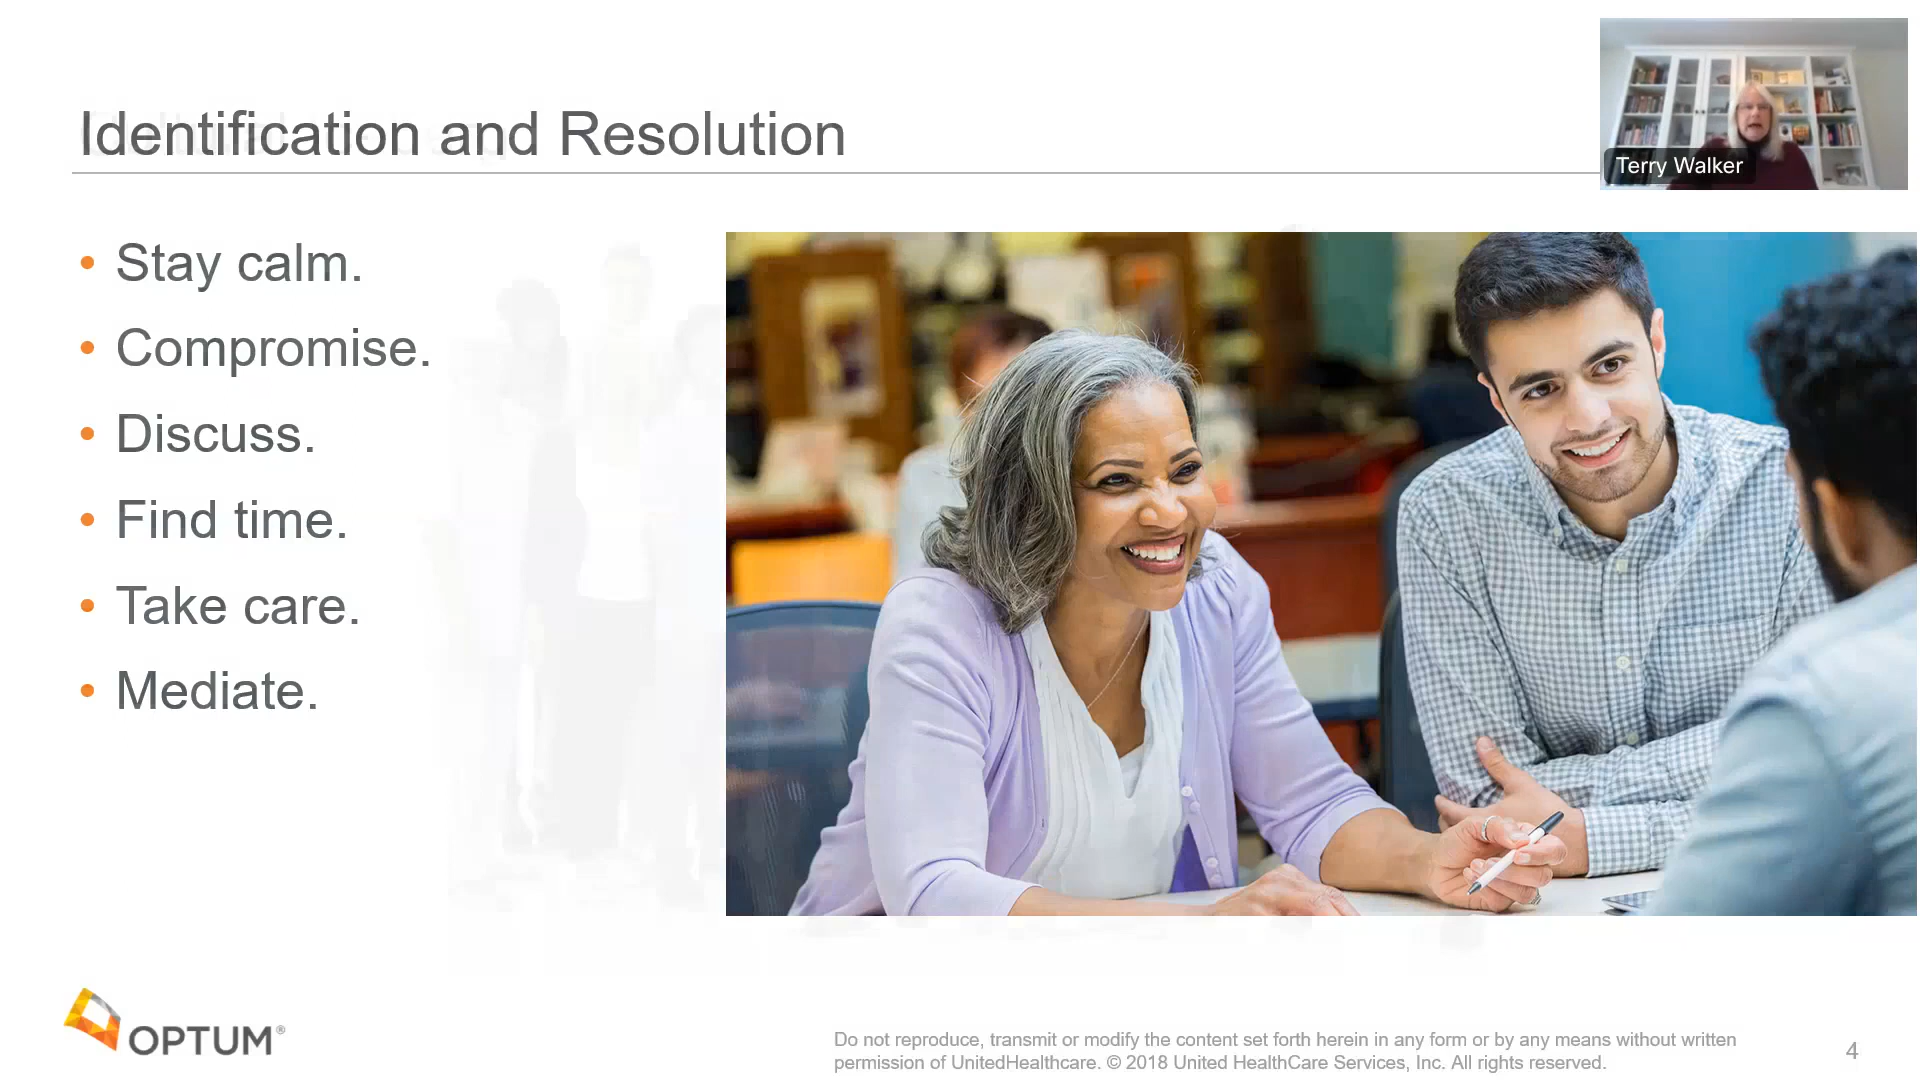 Identification and Resolution
Terry Walker
• Stay calm.
• Compromise.
• Discuss.
• Find time.
• Take care.
• Mediate.
OPTUM®
Do not reproduce, transmit or modify the content set forth herein in any form or by any means without written
permission of UnitedHealthcare. © 2018 United HealthCare Services, Inc. All rights reserved.
4